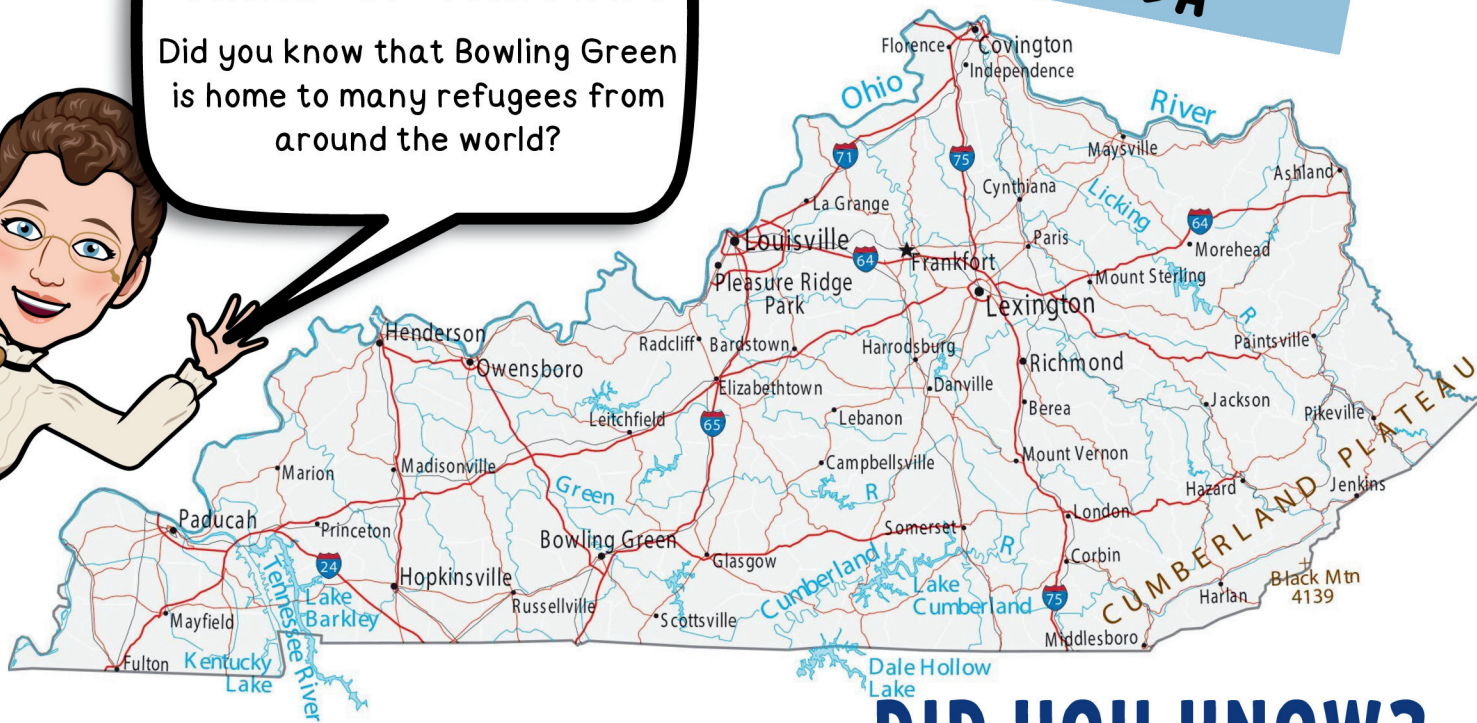 Did you know that Bowling Green
is home to many refugees from
around the world?
Florence
Covington
Independence
Ohio
River
Maysville
Ashland
71
75
Cynthiana
Licking
La Grange
64
Louisville
Paris
Morehead
64
Frankfort
Pleasure Ridge
Park
Mount Sterling
Lexington
R
Henderson
Radcliff
Bardstown
Harrodsburg
Paintsville
Owensboro
Richmond
Elizabethtown
Danville
Leitchfield
65
Lebanon
Berea
Jackson
Pikeville
CUMBERLAND PLATEAU
Marion
Madisonville
Campbellsville
Mount Vernon
Green
R
Hazard
Jenkins
Paducah
Princeton
Bowling Green
Somerset
London
R
Glasgow
Corbin
24
Hopkinsville
Cumberland
Lake
Cumberland
75
Black Mtn
4139
Tennessee River
Lake
Barkley
Russellville
Harlan
Mayfield
Scottsville
Middlesboro
Fulton
Kentucky
Lake
Dale Hollow
Lake
DID YOU KNOW?